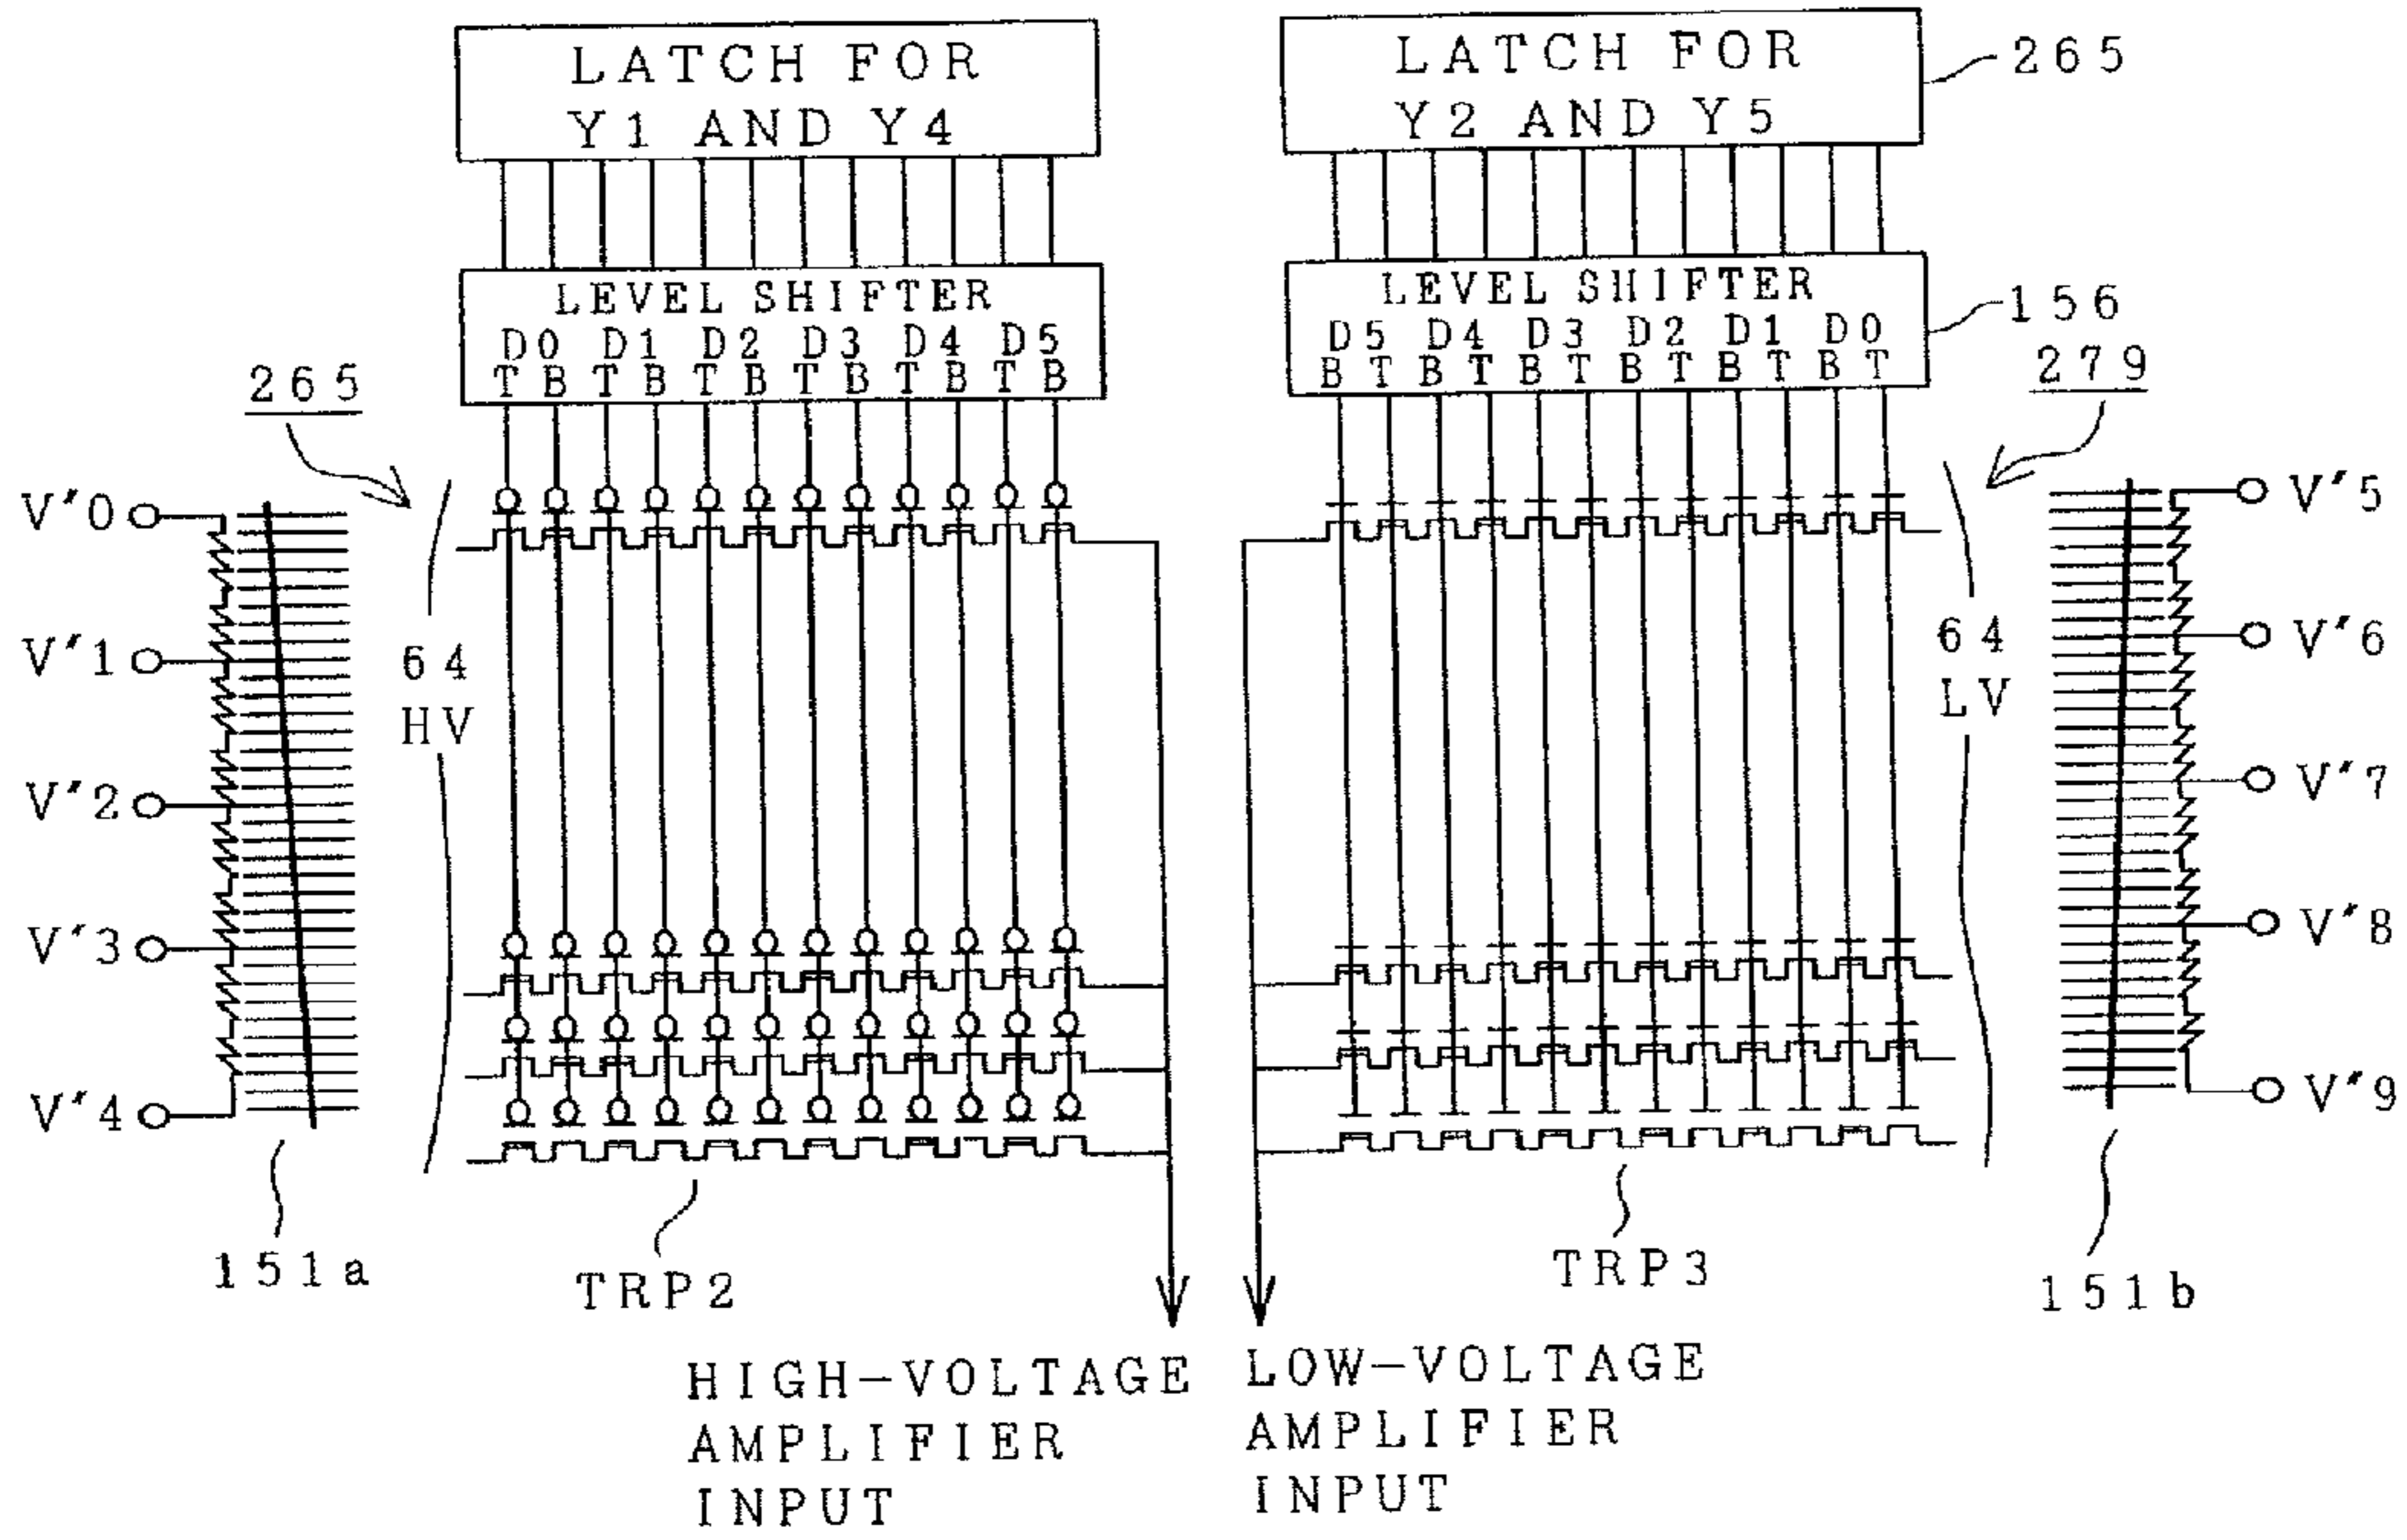 LATCH FOR
Y1 AND Y4
LATCH FOR
Y2 AND Y5
265
LEVEL SHIFTER
D0 D1 D2 D3 D4 D5
T B T B T B T B T B T B
LEVEL SHIFTER
D5 D4 D3 D2 D1 D0
B T B T B T B T B T B T
156
265
279
V"0
V"1
V"2
V"3
V"4
64
HV
64
LV
V"5
V"6
V"7
V"8
V"9
151a
TRP2
TRP3
151b
HIGH-VOLTAGE
AMPLIFIER
INPUT
LOW-VOLTAGE
AMPLIFIER
INPUT